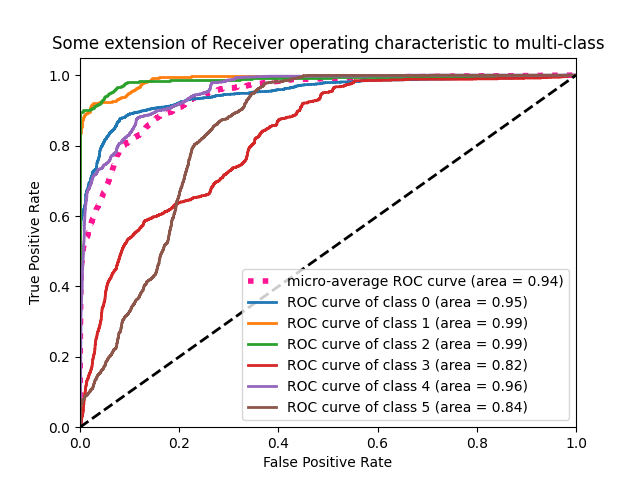 Some extension of Receiver operating characteristic to multi-class
1.0
0.8
0.6
0.4
0.2
0.0
True Positive Rate
micro-average ROC curve (area = 0.94)
ROC curve of class 0 (area = 0.95)
ROC curve of class 1 (area = 0.99)
ROC curve of class 2 (area = 0.99)
ROC curve of class 3 (area = 0.82)
ROC curve of class 4 (area = 0.96)
ROC curve of class 5 (area = 0.84)
0.0 0.2 0.4 0.6 0.8 1.0
False Positive Rate